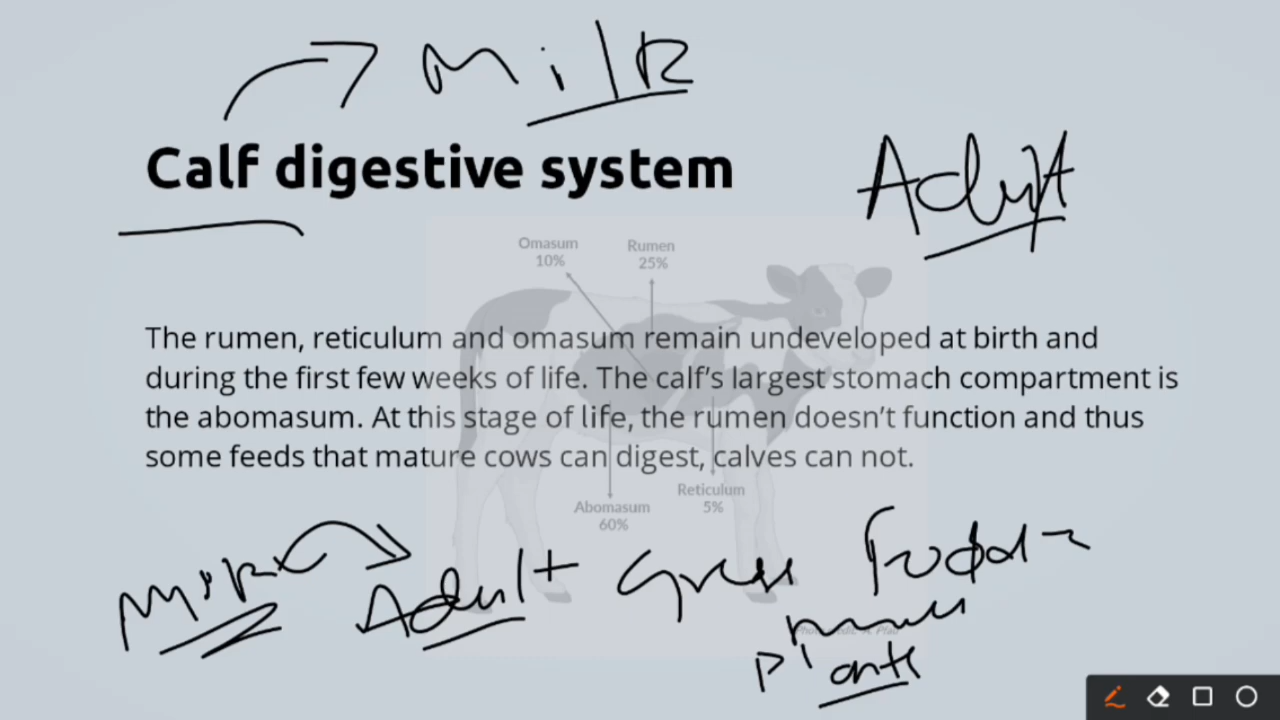 Milk
Calf digestive system
Adult
Omasum
10%
Rumen
25%
The rumen, reticulum and omasum remain undeveloped at birth and
during the first few weeks of life. The calf’s largest stomach compartment is
the abomasum. At this stage of life, the rumen doesn’t function and thus
some feeds that mature cows can digest, calves can not.
Abomasum
60%
Reticulum
5%
Milk Adult
Plants